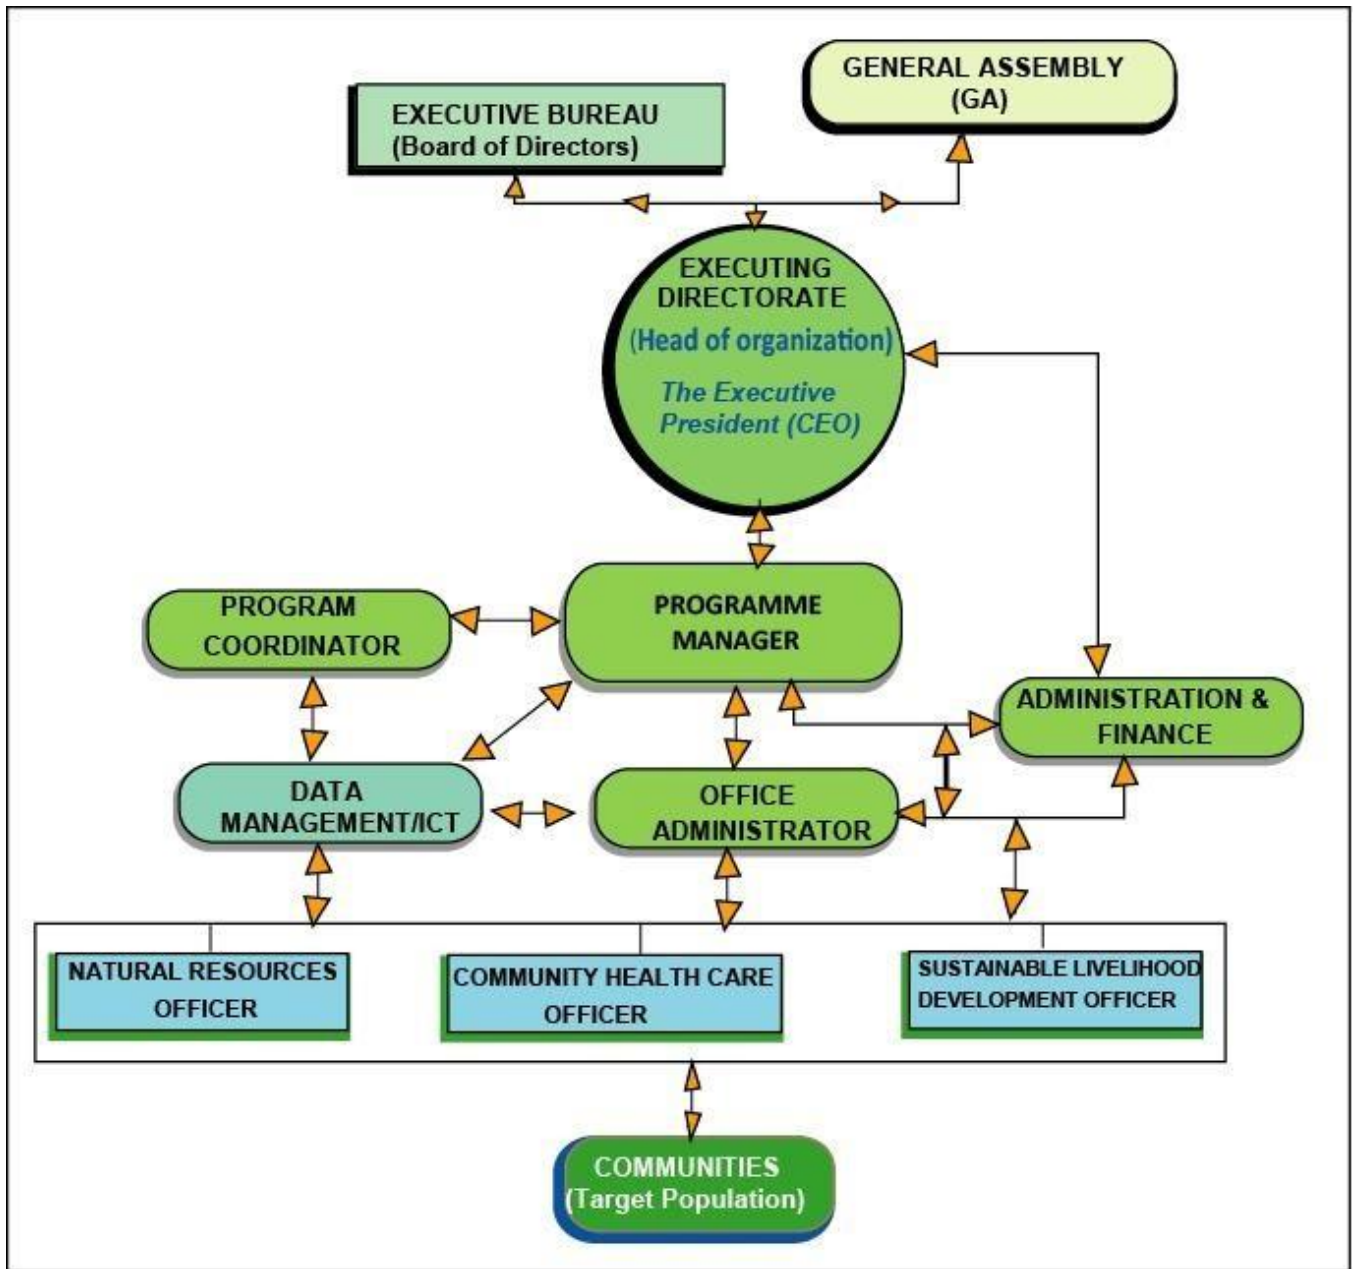 GENERAL ASSEMBLY
(GA)
EXECUTIVE BUREAU
(Board of Directors)
EXECUTING
DIRECTORATE
(Head of organization)
The Executive
President (CEO)
PROGRAM
COORDINATOR
PROGRAMME
MANAGER
ADMINISTRATION &
FINANCE
DATA
MANAGEMENT/ICT
OFFICE
ADMINISTRATOR
NATURAL RESOURCES
OFFICER
COMMUNITY HEALTH CARE
OFFICER
SUSTAINABLE LIVELIHOOD
DEVELOPMENT OFFICER
COMMUNITIES
(Target Population)